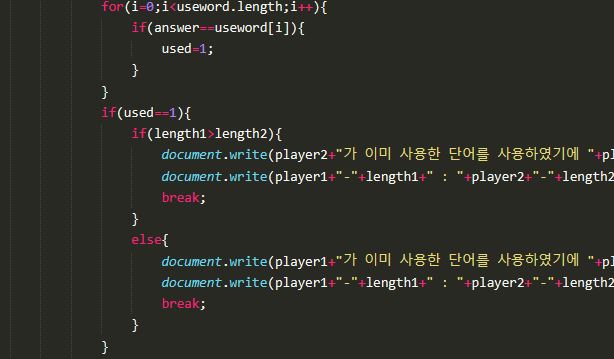 for(i=0;i<useword.length;i++){
if(answer==useword[i]){
used=1;
}
}
if(used==1){
if(length1>length2){
document.write(player2+"가 이미 사용한 단어를 사용하였기에 "+pl
document.write(player1+"-"+length1+" : "+player2+"-"+length2
break;
}
else{
document.write(player1+"가 이미 사용한 단어를 사용하였기에 "+pl
document.write(player1+"-"+length1+" : "+player2+"-"+length2
break;
}
}